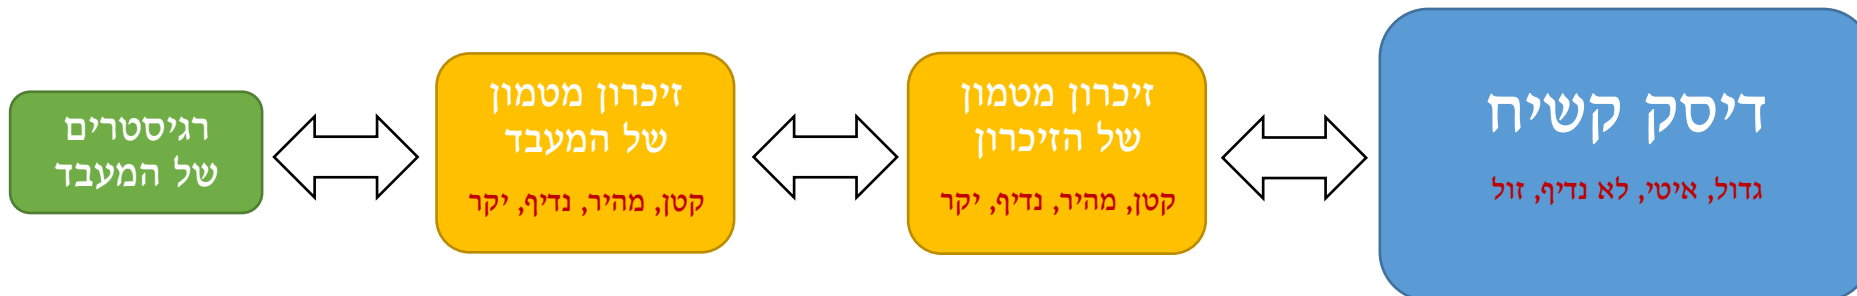 רגיסטרים
של המעבד
זיכרון מטמון
של המעבד
קטן, מהיר, נדיף, יקר
זיכרון מטמון
של הזיכרון
קטן, מהיר, נדיף, יקר
דיסק קשיח
גדול, איטי, לא נדיף, זול